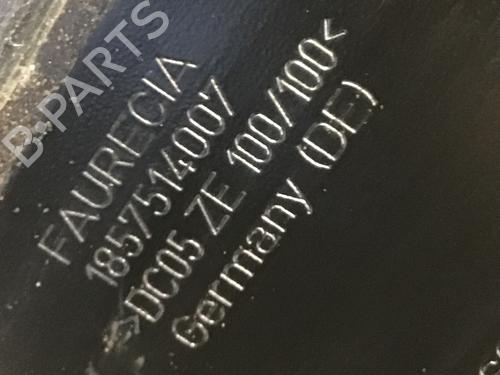 FAURECIA
1857514007
>DC05 ZE 100/100<
Germany (DE)
B-PARTS